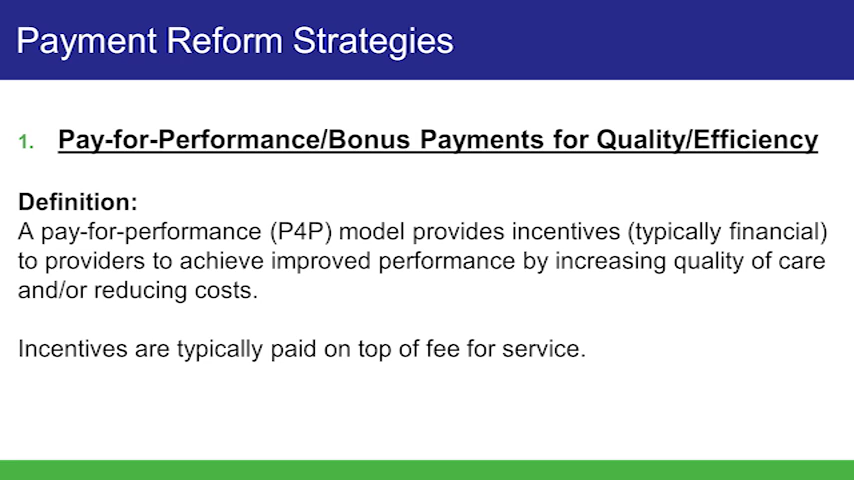 Payment Reform Strategies
1. Pay-for-Performance/Bonus Payments for Quality/Efficiency
Definition:
A pay-for-performance (P4P) model provides incentives (typically financial)
to providers to achieve improved performance by increasing quality of care
and/or reducing costs.
Incentives are typically paid on top of fee for service.